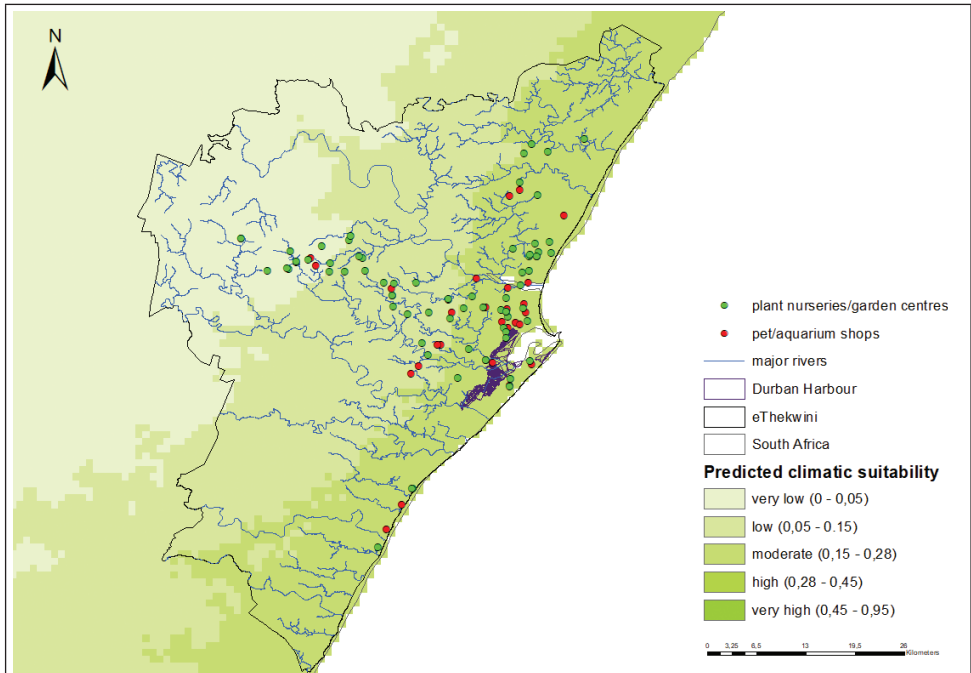 N
plant nurseries/garden centres
pet/aquarium shops
major rivers
Durban Harbour
eThekwini
South Africa
Predicted climatic suitability
very low (0 - 0,05)
low (0,05 - 0.15)
moderate (0,15 - 0,28)
high (0,28 - 0,45)
very high (0,45 - 0,95)
0 3,25 6,5 13 19,5 26
Kilometers